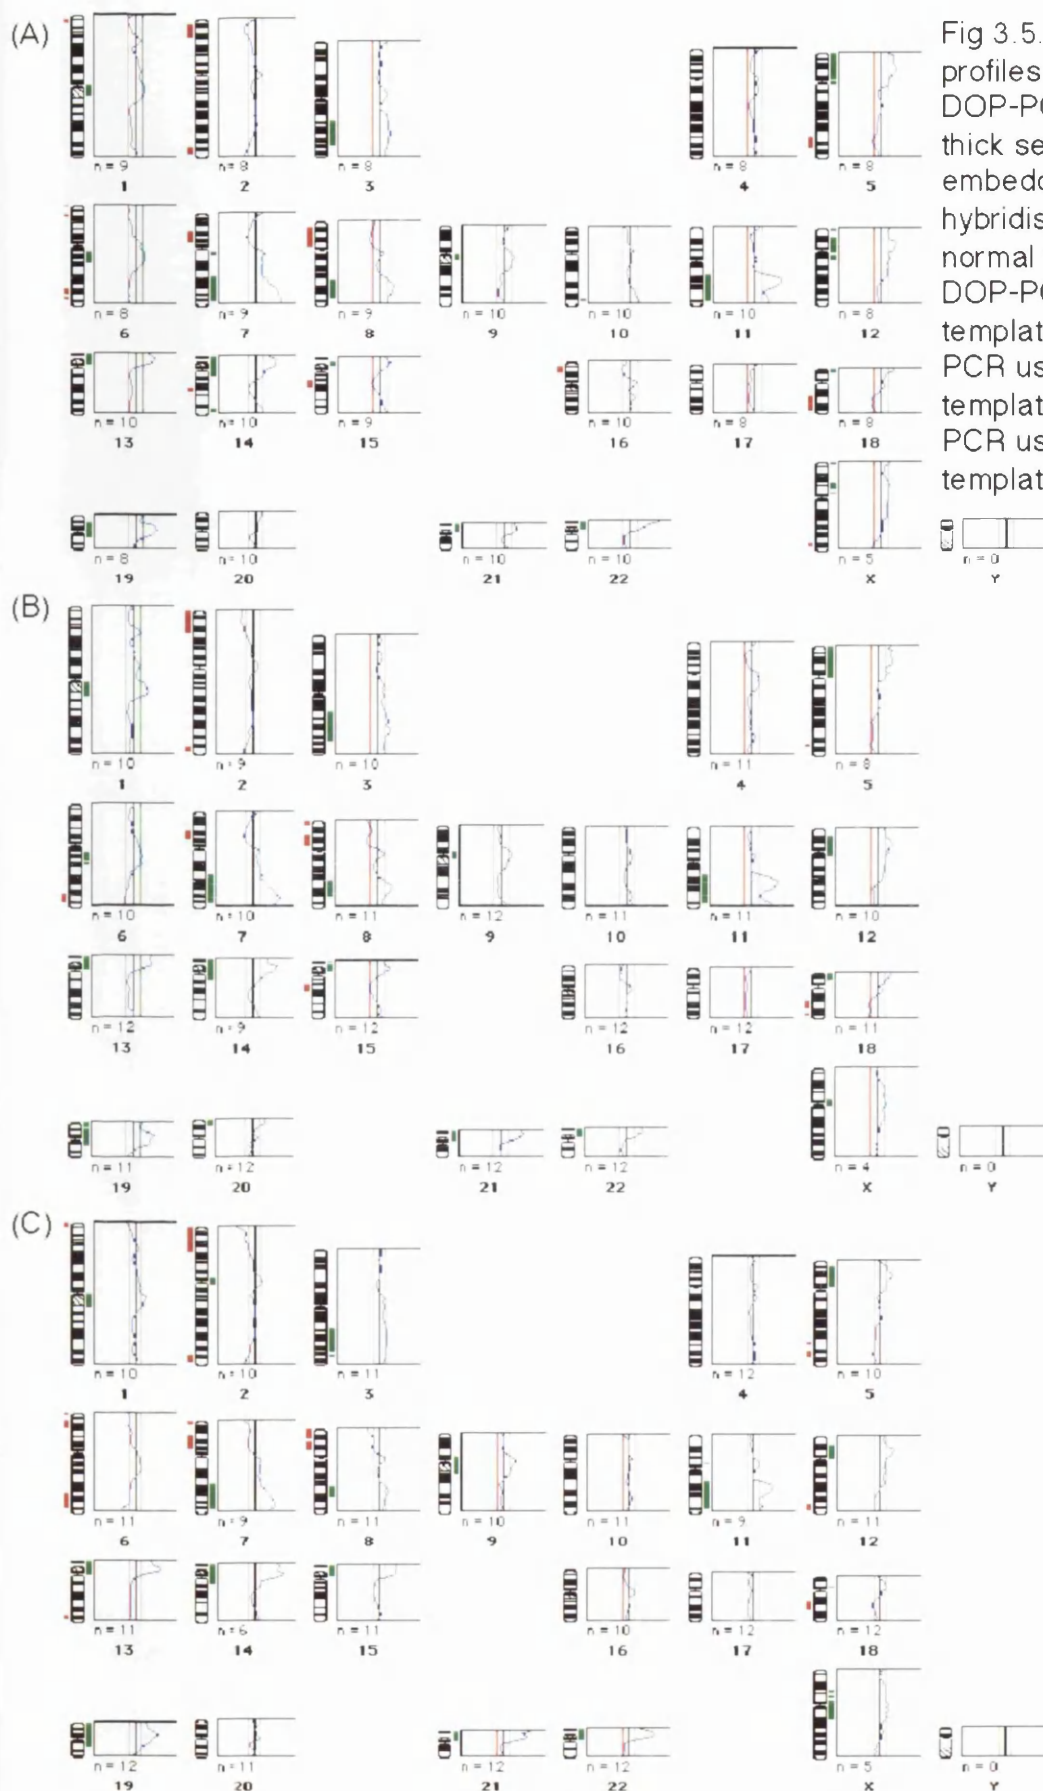 (A)
n=9 n=8 n=8 n=8 n=8
1 2 3 4 5
n=8 n=9 n=9 n=10 n=10 n=10 n=8
6 7 8 9 10 11 12
n=10 n=10 n=9 n=10 n=8 n=8
13 14 15 16 17 18
n=8 n=10 n=10 n=10 n=5 n=0
19 20 21 22 X Y
Fig 3.5.
profiles
DOP-PC
thick se
embedd
hybridis
normal
DOP-PC
templat
PCR us
templat
PCR us
templat
(B)
n=10 n=9 n=10 n=11 n=8
1 2 3 4 5
n=10 n=10 n=11 n=12 n=11 n=11 n=10
6 7 8 9 10 11 12
n=12 n=9 n=12 n=12 n=12 n=11
13 14 15 16 17 18
n=11 n=12 n=12 n=12 n=4 n=0
19 20 21 22 X Y
(C)
n=10 n=10 n=11 n=12 n=10
1 2 3 4 5
n=11 n=9 n=11 n=10 n=11 n=9 n=12
6 7 8 9 10 11 12
n=11 n=6 n=11 n=10 n=12 n=12
13 14 15 16 17 18
n=12 n=11 n=12 n=12 n=5 n=0
19 20 21 22 X Y